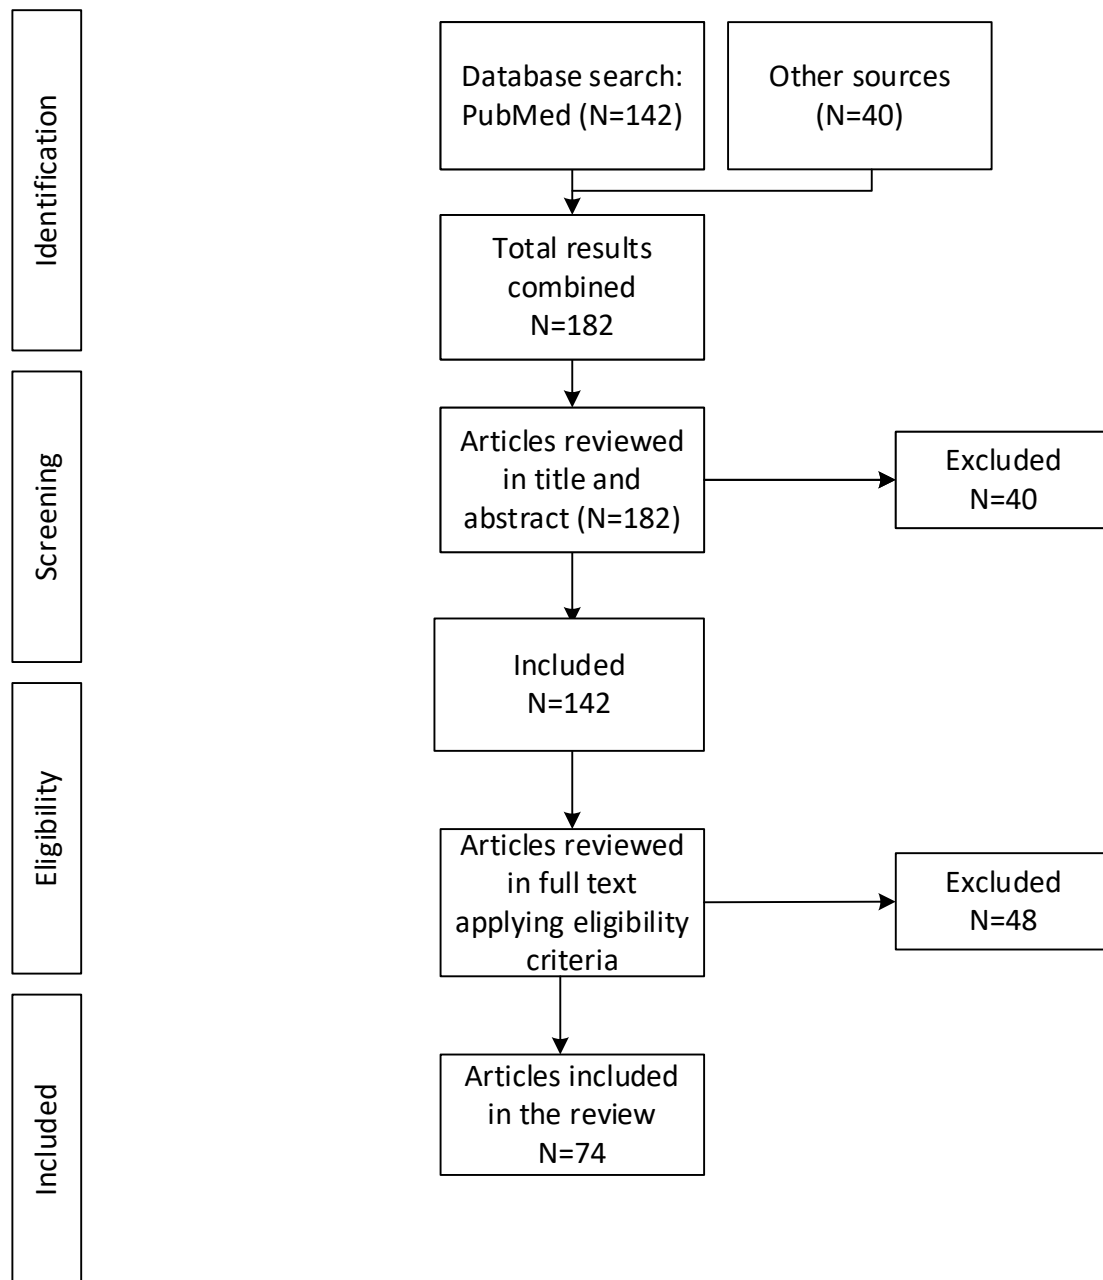 Identification
Database search:
PubMed (N=142)
Other sources
(N=40)
Total results
combined
N=182
Screening
Articles reviewed
in title and
abstract (N=182)
Excluded
N=40
Included
N=142
Eligibility
Articles reviewed
in full text
applying eligibility
criteria
Excluded
N=48
Included
Articles included
in the review
N=74